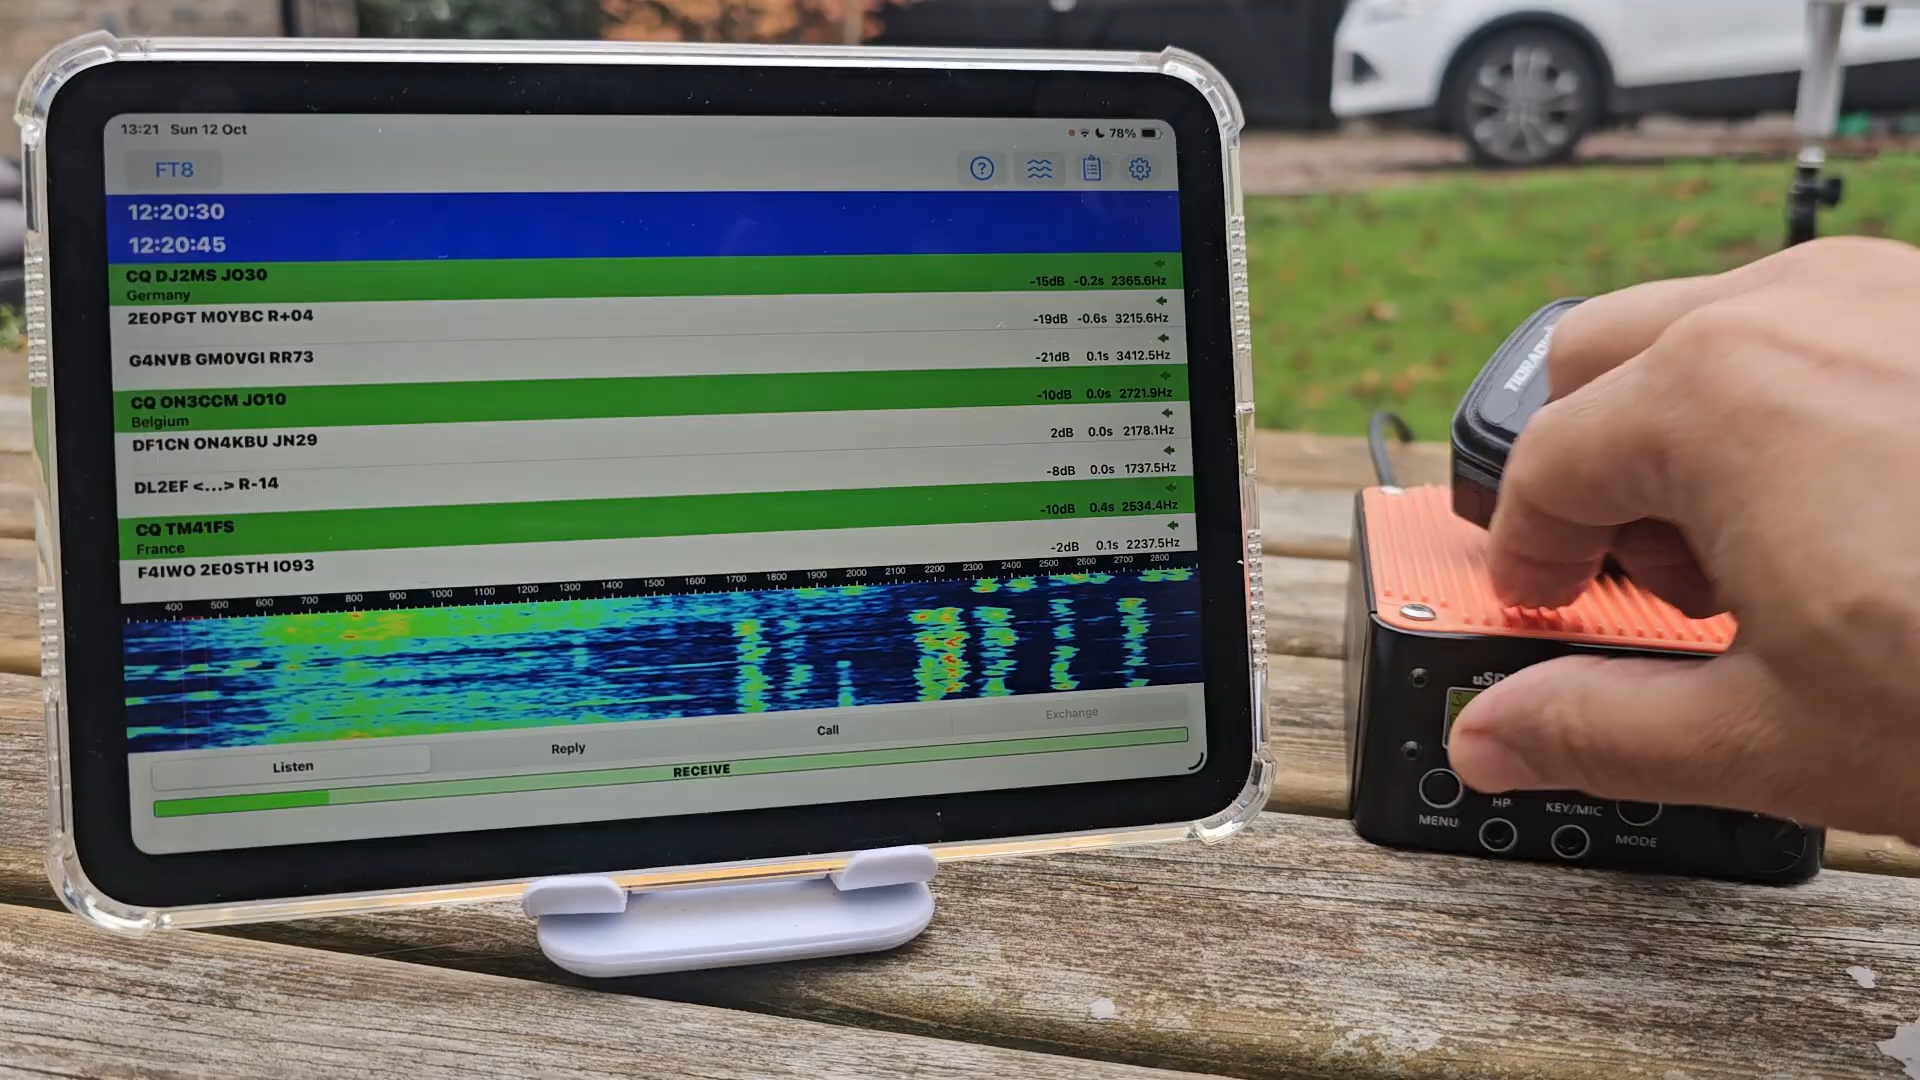 13:21 Sun 12 Oct
78%
FT8
12:20:30
12:20:45
CQ DJ2MS JO30
-15dB -0.2s 2365.6Hz
Germany
2E0PGT M0YBC R+04
-19dB -0.6s 3215.6Hz
G4NVB GM0VGI RR73
-21dB 0.1s 3412.5Hz
CQ ON3CCM JO10
-10dB 0.0s 2721.9Hz
Belgium
DF1CN ON4KBU JN29
2dB 0.0s 2178.1Hz
DL2EF <...> R-14
-8dB 0.0s 1737.5Hz
CQ TM41FS
-10dB 0.4s 2534.4Hz
France
F4IWO 2E0STH IO93
-2dB 0.1s 2237.5Hz
400 500 600 700 800 900 1000 1100 1200 1300 1400 1500 1600 1700 1800 1900 2000 2100 2200 2300 2400 2500 2600 2700 2800
Listen
Reply
Call
Exchange
RECEIVE
MENU
HP
KEY/MIC
MODE